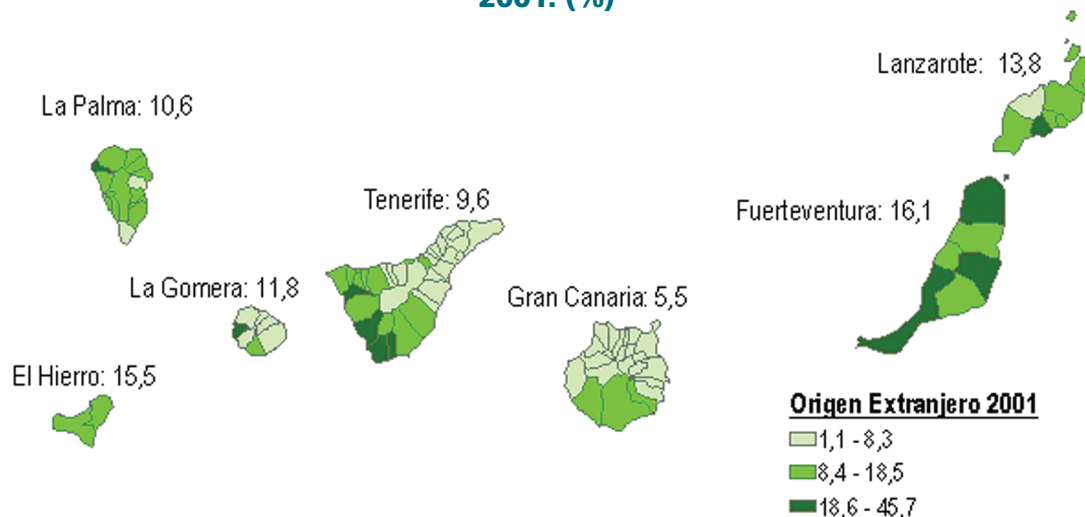 2001. (%)
Lanzarote: 13,8
La Palma: 10,6
Tenerife: 9,6
Fuerteventura: 16,1
La Gomera: 11,8
Gran Canaria: 5,5
El Hierro: 15,5
Origen Extranjero 2001
1,1 - 8,3
8,4 - 18,5
18,6 - 45,7